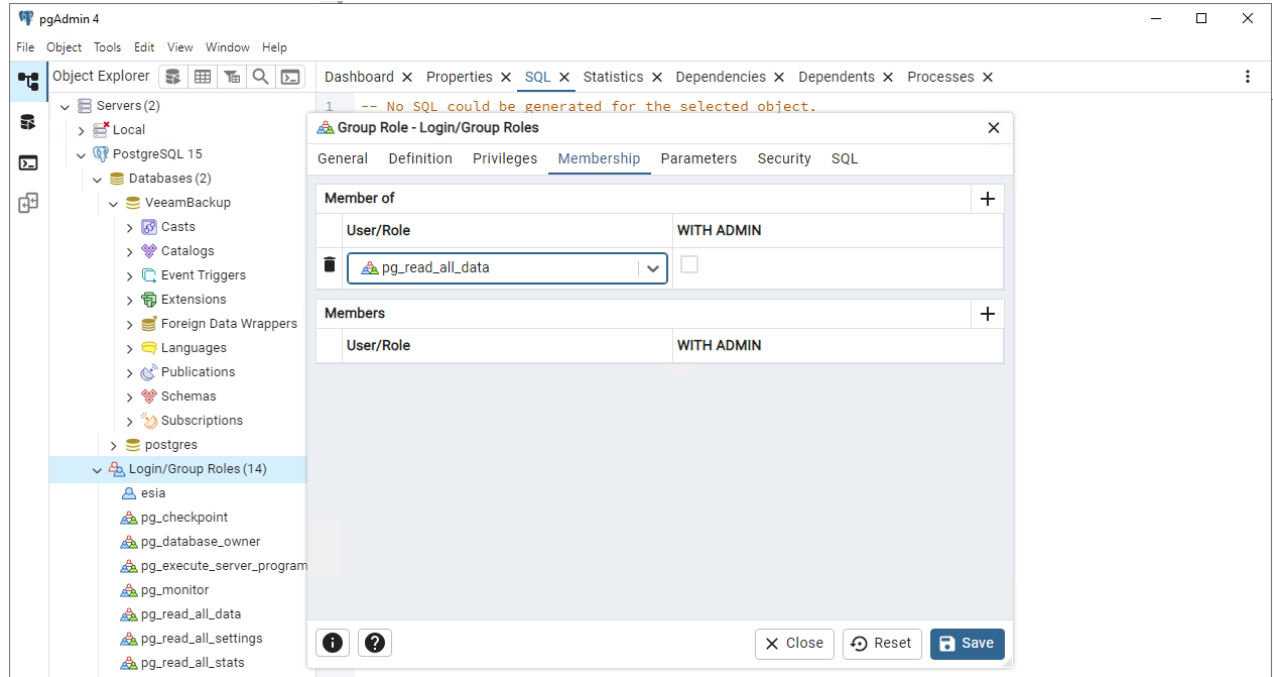 pgAdmin 4
File Object Tools Edit View Window Help
Object Explorer
Dashboard Properties SQL Statistics Dependencies Dependents Processes
Servers (2)
Local
PostgreSQL 15
Databases (2)
VeeamBackup
Casts
Catalogs
Event Triggers
Extensions
Foreign Data Wrappers
Languages
Publications
Schemas
Subscriptions
postgres
Login/Group Roles (14)
esia
pg_checkpoint
pg_database_owner
pg_execute_server_program
pg_monitor
pg_read_all_data
pg_read_all_settings
pg_read_all_stats
1 -- No SQL could be generated for the selected object.
Group Role - Login/Group Roles
General Definition Privileges Membership Parameters Security SQL
Member of
User/Role WITH ADMIN
pg_read_all_data
Members
User/Role WITH ADMIN
Close Reset Save